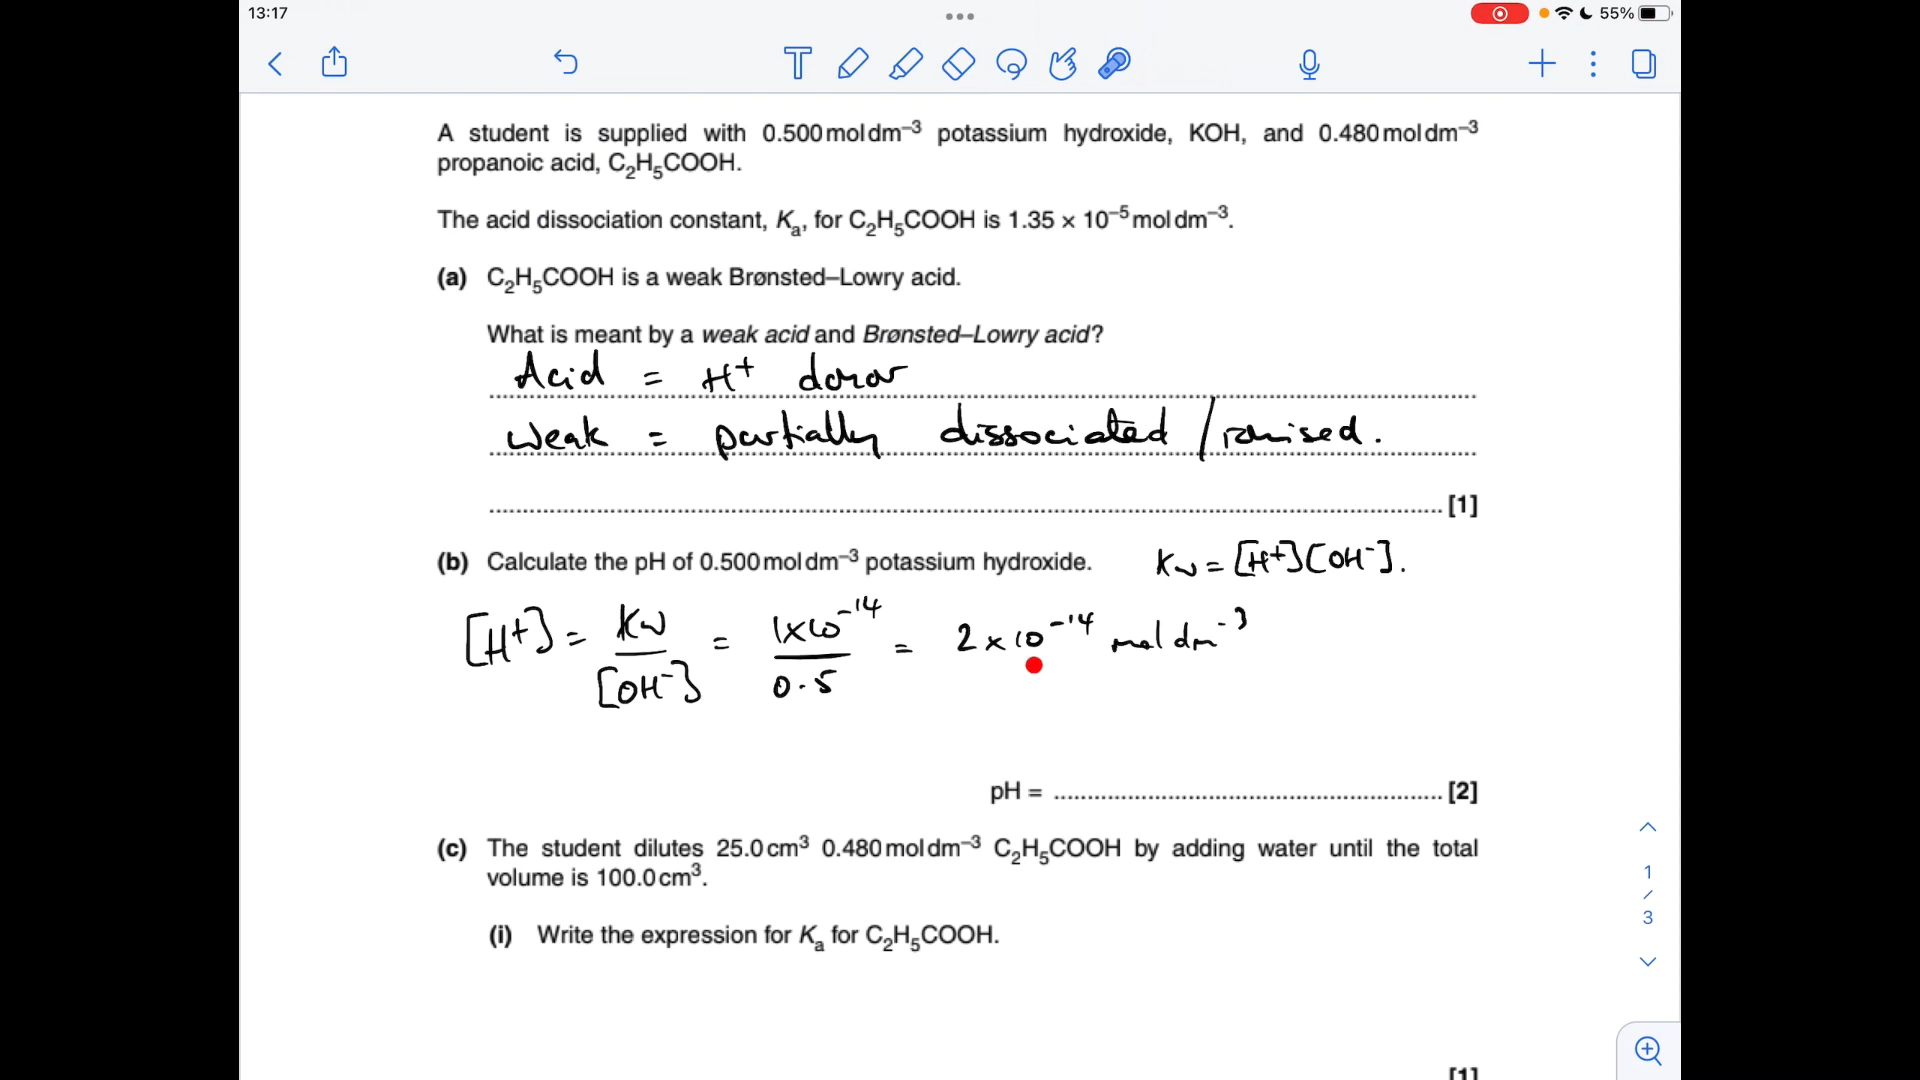 13:17
55%
A student is supplied with 0.500 mol dm⁻³ potassium hydroxide, KOH, and 0.480 mol dm⁻³
propanoic acid, C₂H₅COOH.
The acid dissociation constant, Kₐ, for C₂H₅COOH is 1.35 × 10⁻⁵ mol dm⁻³.
(a) C₂H₅COOH is a weak Brønsted–Lowry acid.
What is meant by a weak acid and Brønsted–Lowry acid?
Acid = H⁺ donor
Weak = partially dissociated / ionised.
[1]
(b) Calculate the pH of 0.500 mol dm⁻³ potassium hydroxide. Kw = [H⁺][OH⁻].
[H⁺] = Kw / [OH⁻] = 1×10⁻¹⁴ / 0.5 = 2 × 10⁻¹⁴ mol dm⁻³
pH = ............ [2]
(c) The student dilutes 25.0 cm³ 0.480 mol dm⁻³ C₂H₅COOH by adding water until the total
volume is 100.0 cm³.
1
/
3
(i) Write the expression for Kₐ for C₂H₅COOH.
[1]